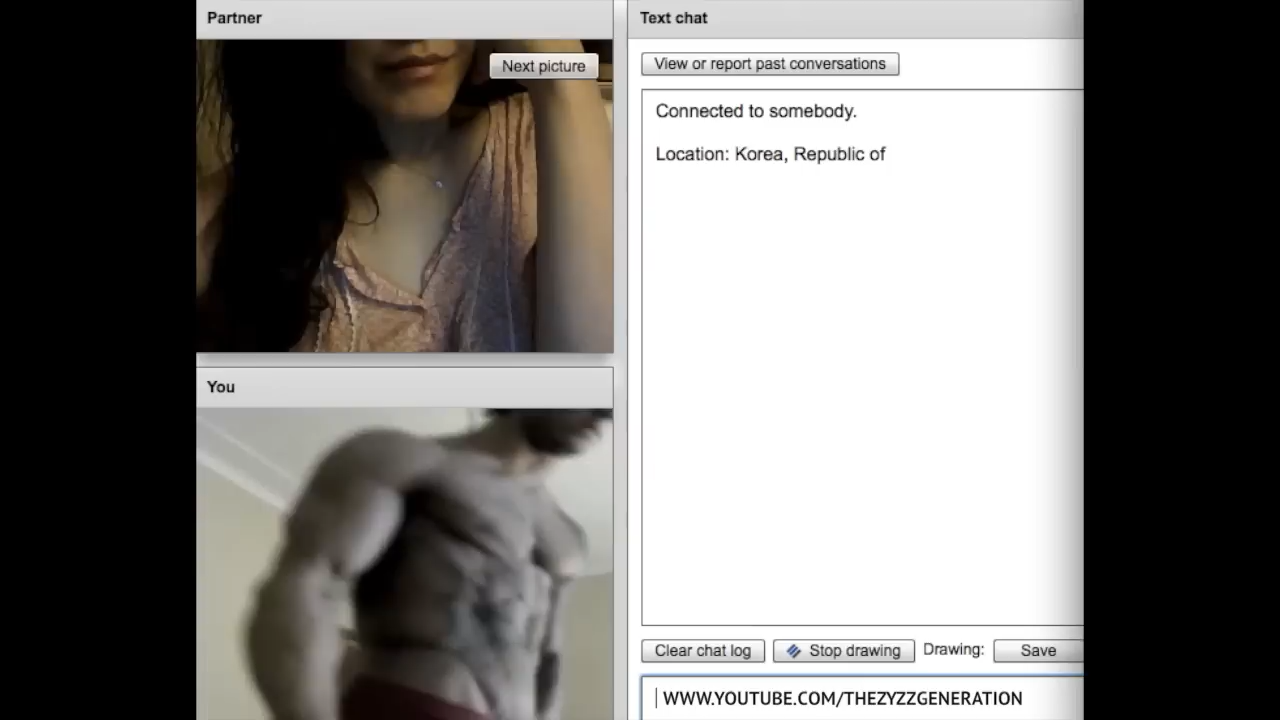 Partner
Next picture
You
Text chat
View or report past conversations
Connected to somebody.
Location: Korea, Republic of
Clear chat log
Stop drawing
Drawing:
Save
WWW.YOUTUBE.COM/THEZYZZGENERATION